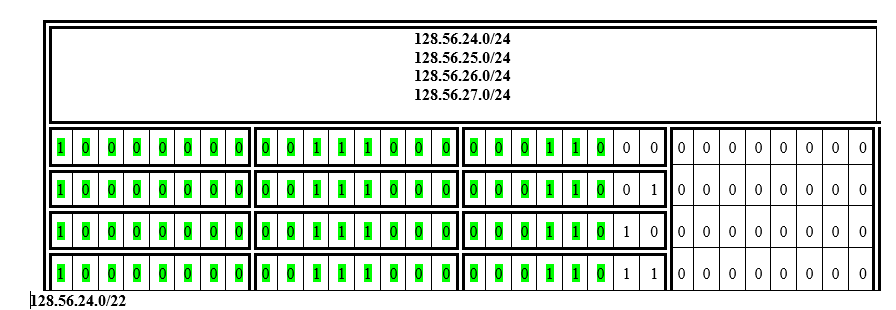 128.56.24.0/24
128.56.25.0/24
128.56.26.0/24
128.56.27.0/24
1 0 0 0 0 0 0 0 0 0 1 1 1 0 0 0 0 0 0 1 1 0 0 0 0 0 0 0 0 0 0 0
1 0 0 0 0 0 0 0 0 0 1 1 1 0 0 0 0 0 0 1 1 0 0 1 0 0 0 0 0 0 0 0
1 0 0 0 0 0 0 0 0 0 1 1 1 0 0 0 0 0 0 1 1 0 1 0 0 0 0 0 0 0 0 0
1 0 0 0 0 0 0 0 0 0 1 1 1 0 0 0 0 0 0 1 1 0 1 1 0 0 0 0 0 0 0 0
128.56.24.0/22